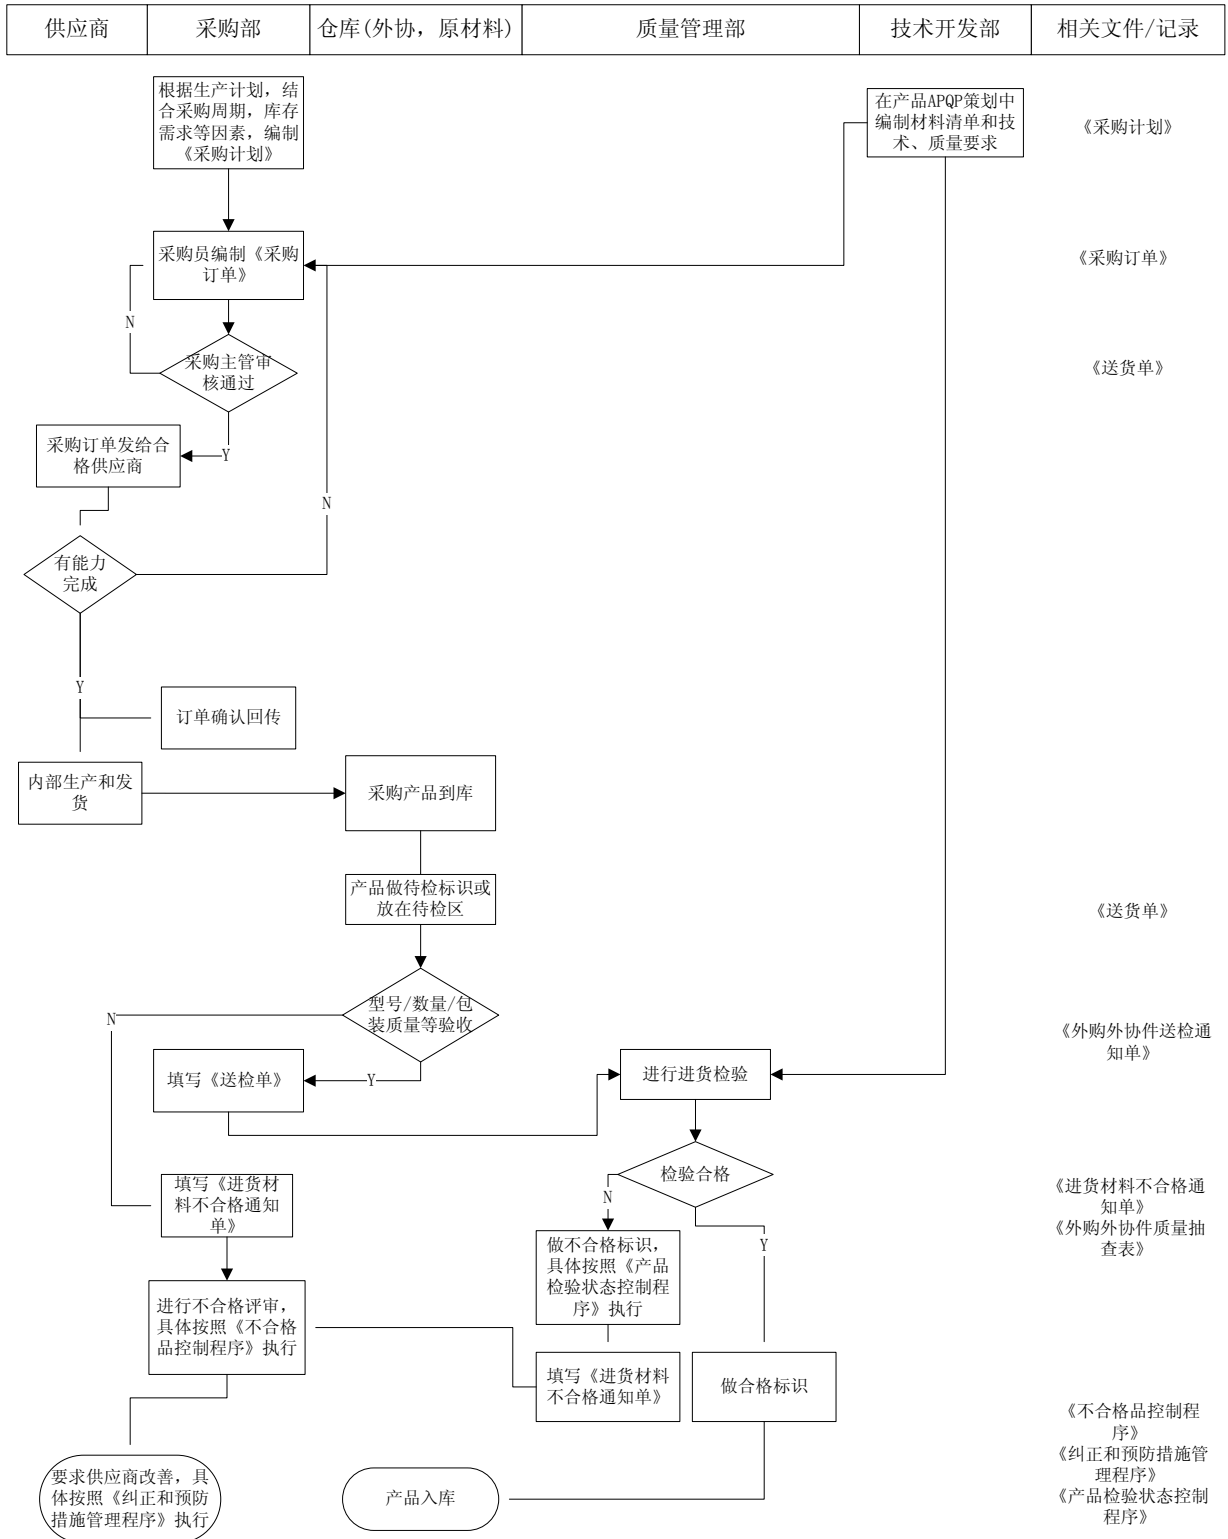 供应商
采购部
仓库(外协，原材料)
质量管理部
技术开发部
相关文件/记录
根据生产计划，结
合采购周期，库存
需求等因素，编制
《采购计划》
在产品APQP策划中
编制材料清单和技
术、质量要求
《采购计划》
采购员编制《采购
订单》
《采购订单》
N
采购主管审
核通过
《送货单》
采购订单发给合
格供应商
Y
N
有能力
完成
Y
订单确认回传
内部生产和发
货
采购产品到库
产品做待检标识或
放在待检区
《送货单》
型号/数量/包
装质量等验收
N
《外购外协件送检通
知单》
填写《送检单》
Y
进行进货检验
检验合格
填写《进货材
料不合格通知
单》
N
《进货材料不合格通
知单》
《外购外协件质量抽
查表》
做不合格标识，
具体按照《产品
检验状态控制程
序》执行
Y
进行不合格评审，
具体按照《不合格
品控制程序》执行
填写《进货材料
不合格通知单》
做合格标识
《不合格品控制程
序》
《纠正和预防措施管
理程序》
《产品检验状态控制
程序》
要求供应商改善，具
体按照《纠正和预防
措施管理程序》执行
产品入库